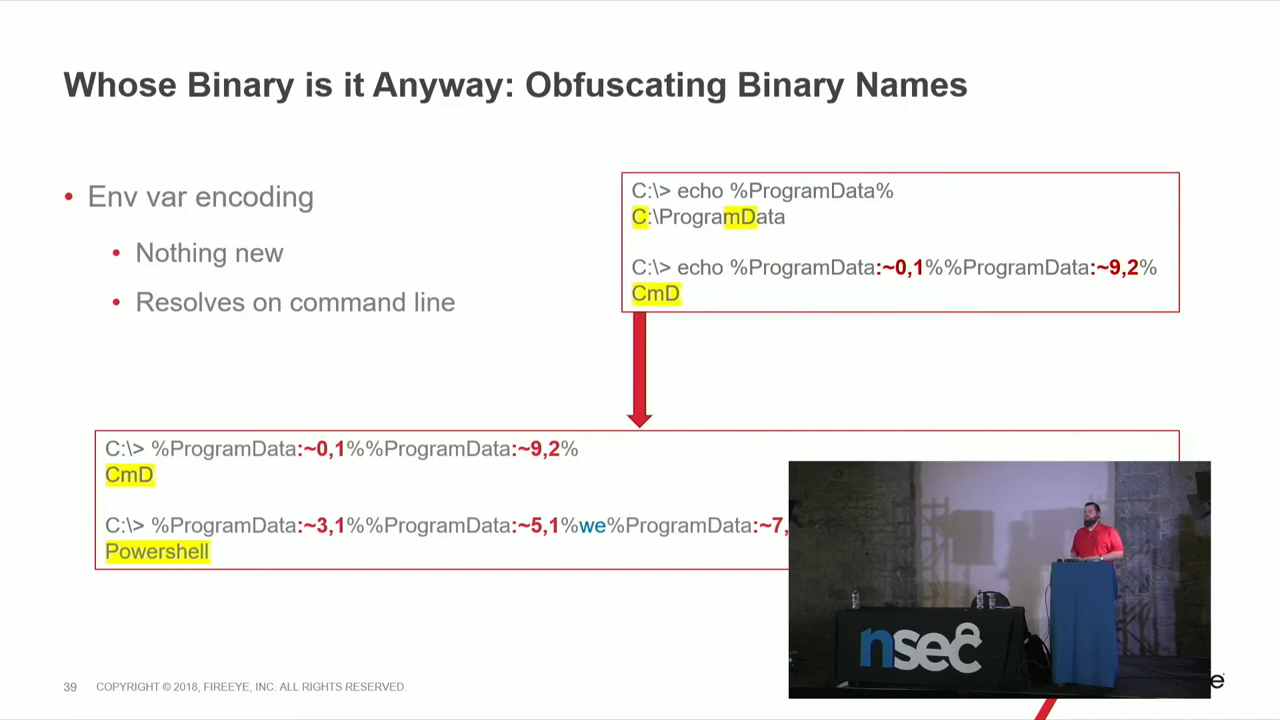 Whose Binary is it Anyway: Obfuscating Binary Names
• Env var encoding
• Nothing new
• Resolves on command line
C:\> echo %ProgramData%
C:\ProgramData
C:\> echo %ProgramData:~0,1%%ProgramData:~9,2%
CmD
C:\> %ProgramData:~0,1%%ProgramData:~9,2%
CmD
C:\> %ProgramData:~3,1%%ProgramData:~5,1%we%ProgramData:~7,
Powershell
nsec
39 COPYRIGHT © 2018, FIREEYE, INC. ALL RIGHTS RESERVED.